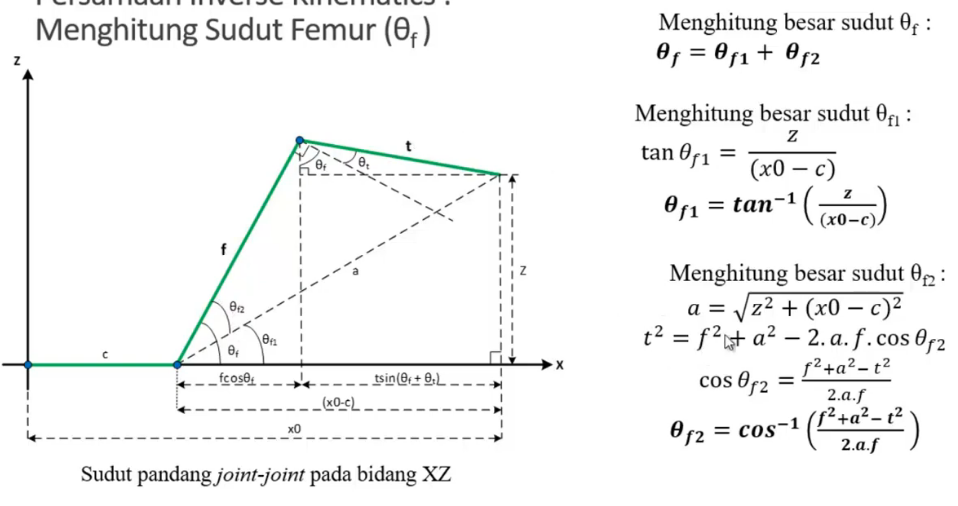 Persamaan Inverse Kinematics :
Menghitung Sudut Femur (θf)
z
t
θf
θt
f
a
z
θf2
θf1
θf
c
x
fcosθf
tsin(θf + θt)
(x0-c)
x0
Sudut pandang joint-joint pada bidang XZ
Menghitung besar sudut θf :
θf = θf1 + θf2
Menghitung besar sudut θf1 :
tan θf1 = z / (x0 − c)
θf1 = tan⁻¹ (z / (x0−c))
Menghitung besar sudut θf2 :
a = √(z² + (x0 − c)²)
t² = f² + a² − 2. a. f. cos θf2
cos θf2 = f²+a²− t² / 2.a.f
θf2 = cos⁻¹ (f²+a²− t² / 2.a.f)